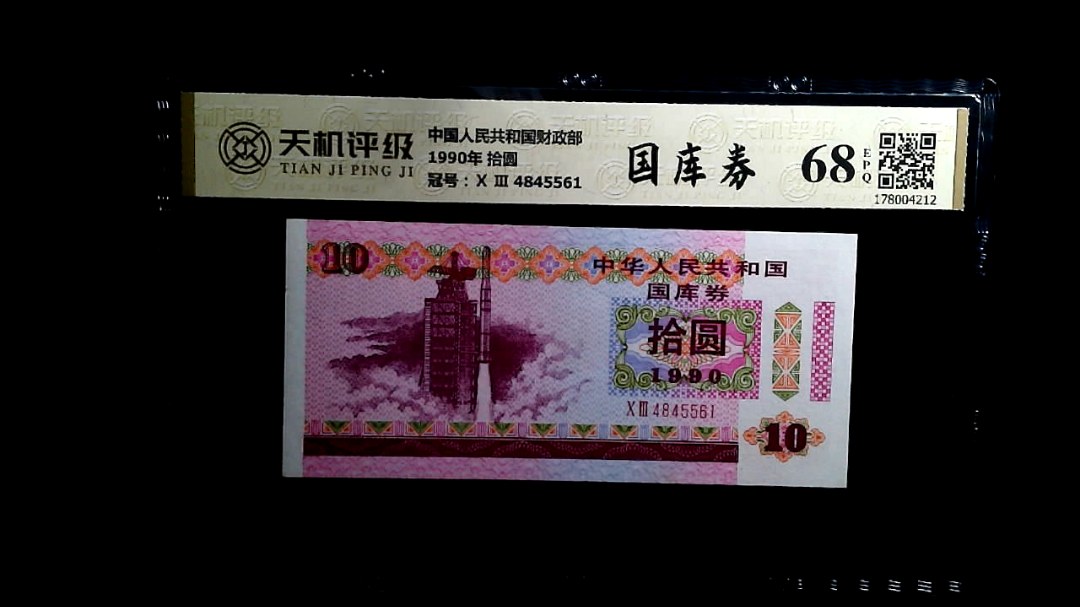 天机评级
TIAN JI PING JI
中国人民共和国财政部
1990年 拾圆
冠号：X Ⅲ 4845561
国库券
68
EPQ
178004212
10
中华人民共和国
国库券
拾圆
1990
XⅢ4845561
10